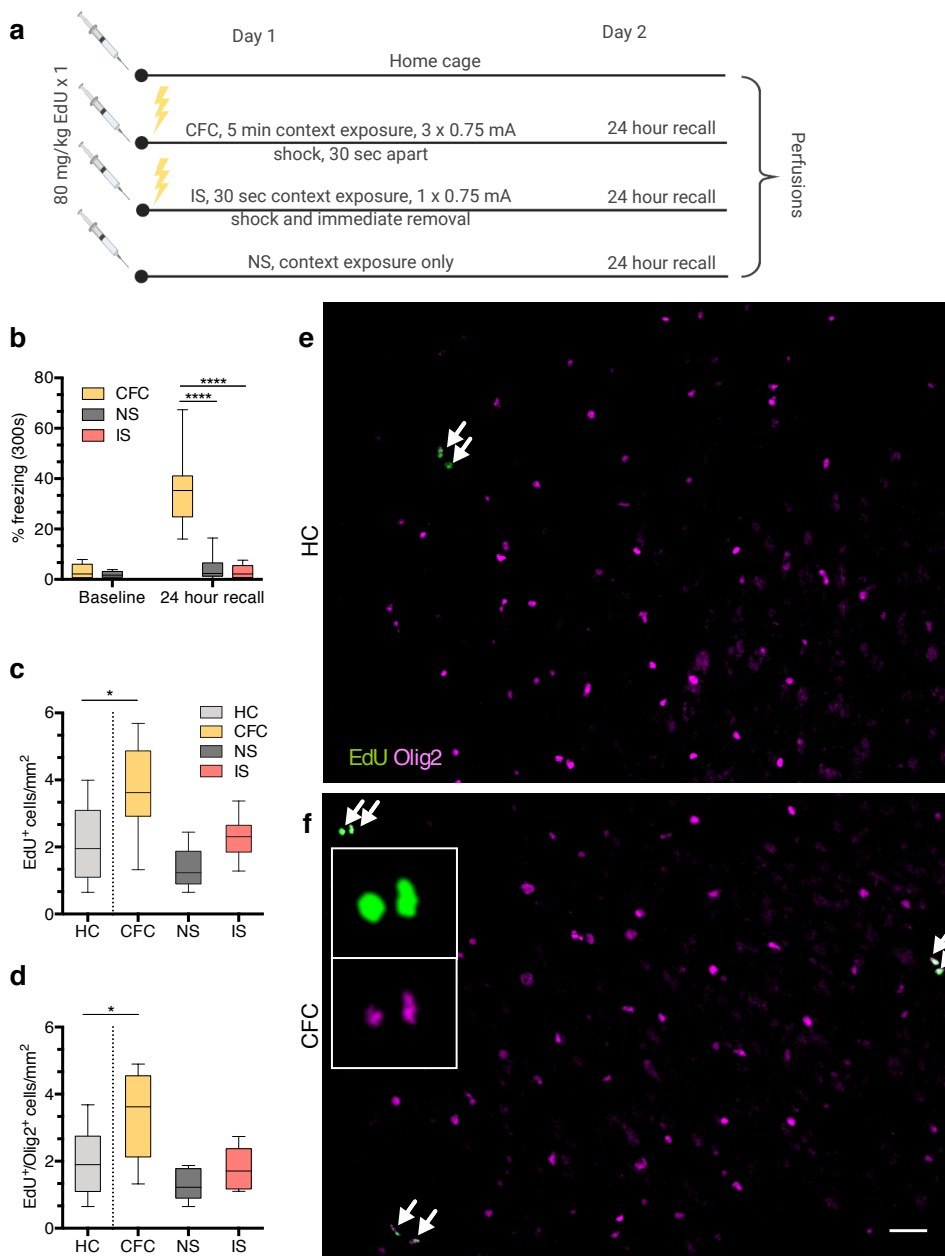 a
Day 1
Day 2
80 mg/kg EdU x 1
Home cage
CFC, 5 min context exposure, 3 x 0.75 mA
shock, 30 sec apart
24 hour recall
IS, 30 sec context exposure, 1 x 0.75 mA
shock and immediate removal
24 hour recall
NS, context exposure only
24 hour recall
Perfusions
b
% freezing (300s)
80
60
40
20
0
CFC
NS
IS
****
****
Baseline
24 hour recall
c
EdU⁺ cells/mm²
6
4
2
0
*
HC
CFC
NS
IS
HC
CFC
NS
IS
d
EdU⁺/Olig2⁺ cells/mm²
6
4
2
0
*
HC
CFC
NS
IS
e
HC
EdU Olig2
f
CFC